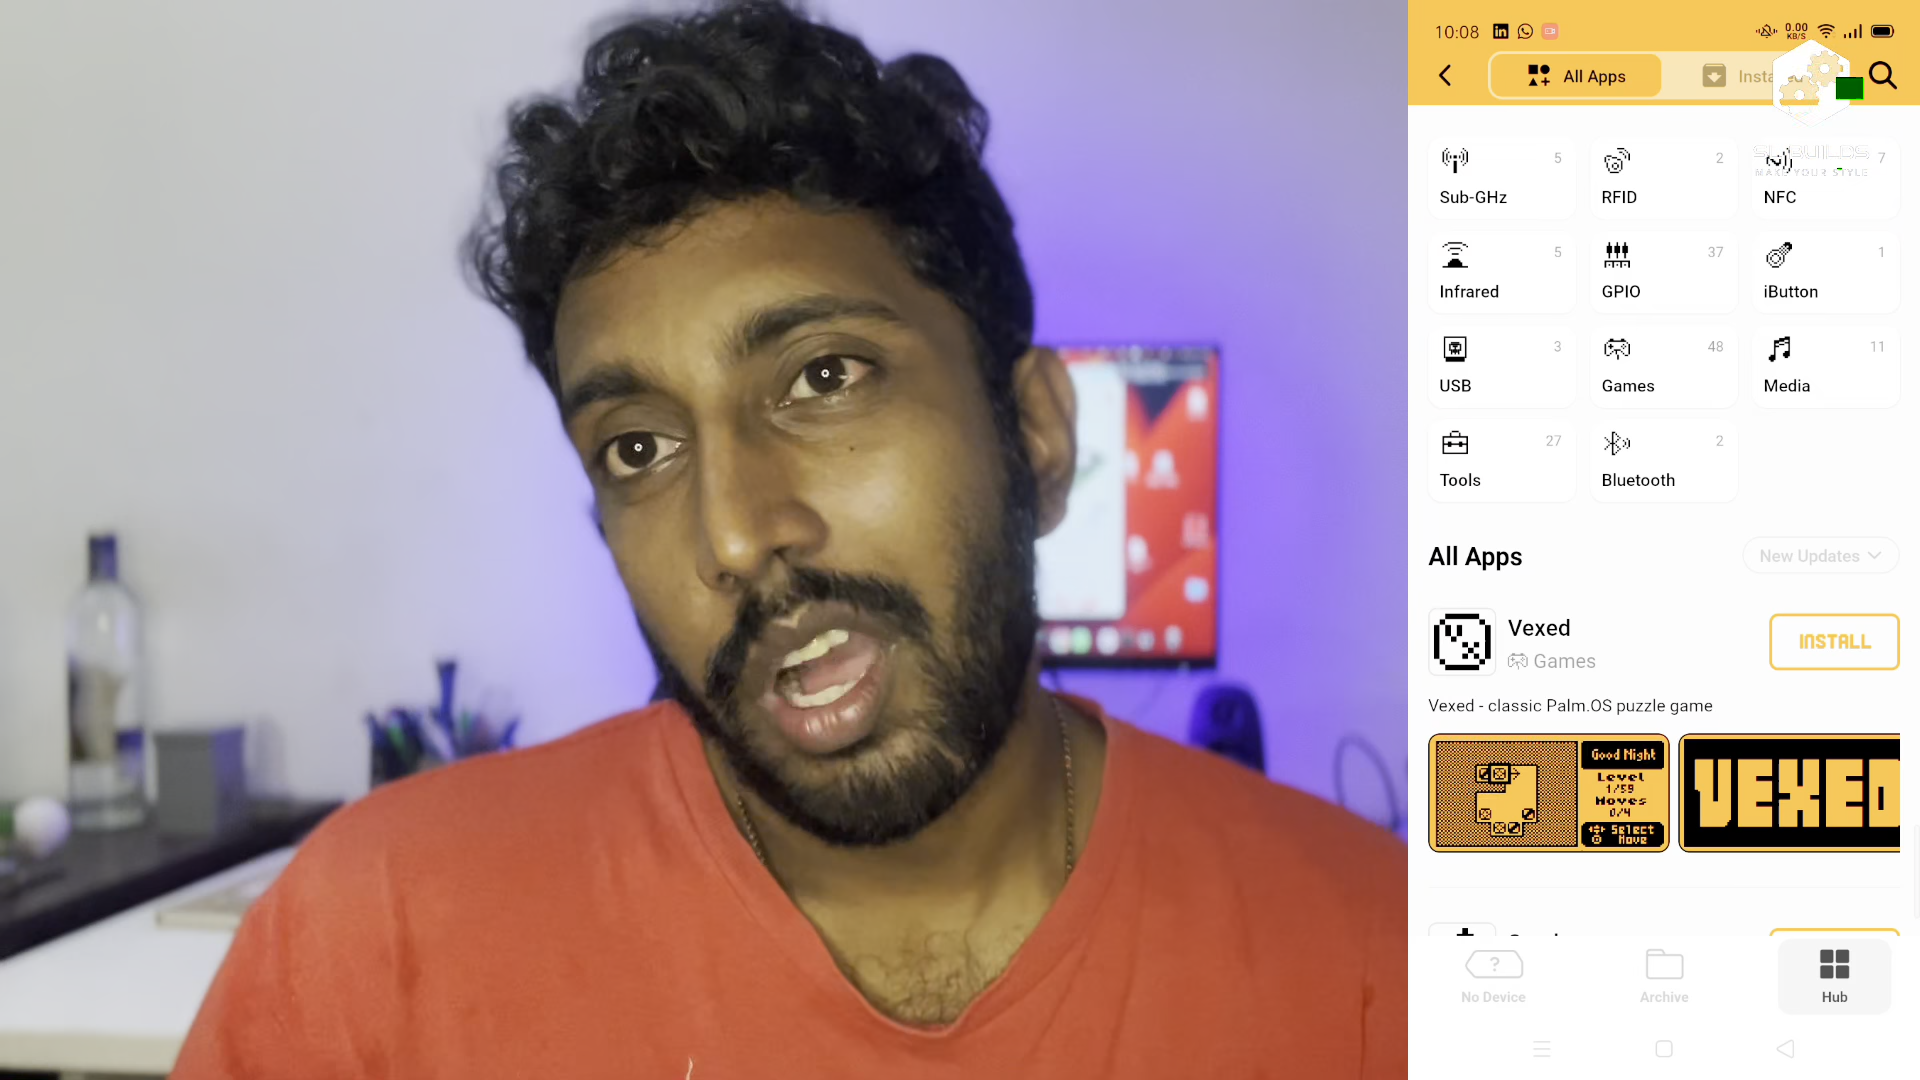 10:08
0.00
KB/S
All Apps
5
2
7
MAKE YOUR STYLE
Sub-GHz
RFID
NFC
5
37
1
Infrared
GPIO
iButton
3
48
11
USB
Games
Media
27
2
Tools
Bluetooth
All Apps
New Updates
Vexed
INSTALL
Games
Vexed - classic Palm.OS puzzle game
Good Night
Level
1/59
Moves
0/4
Select
Move
VEXED
?
No Device
Archive
Hub